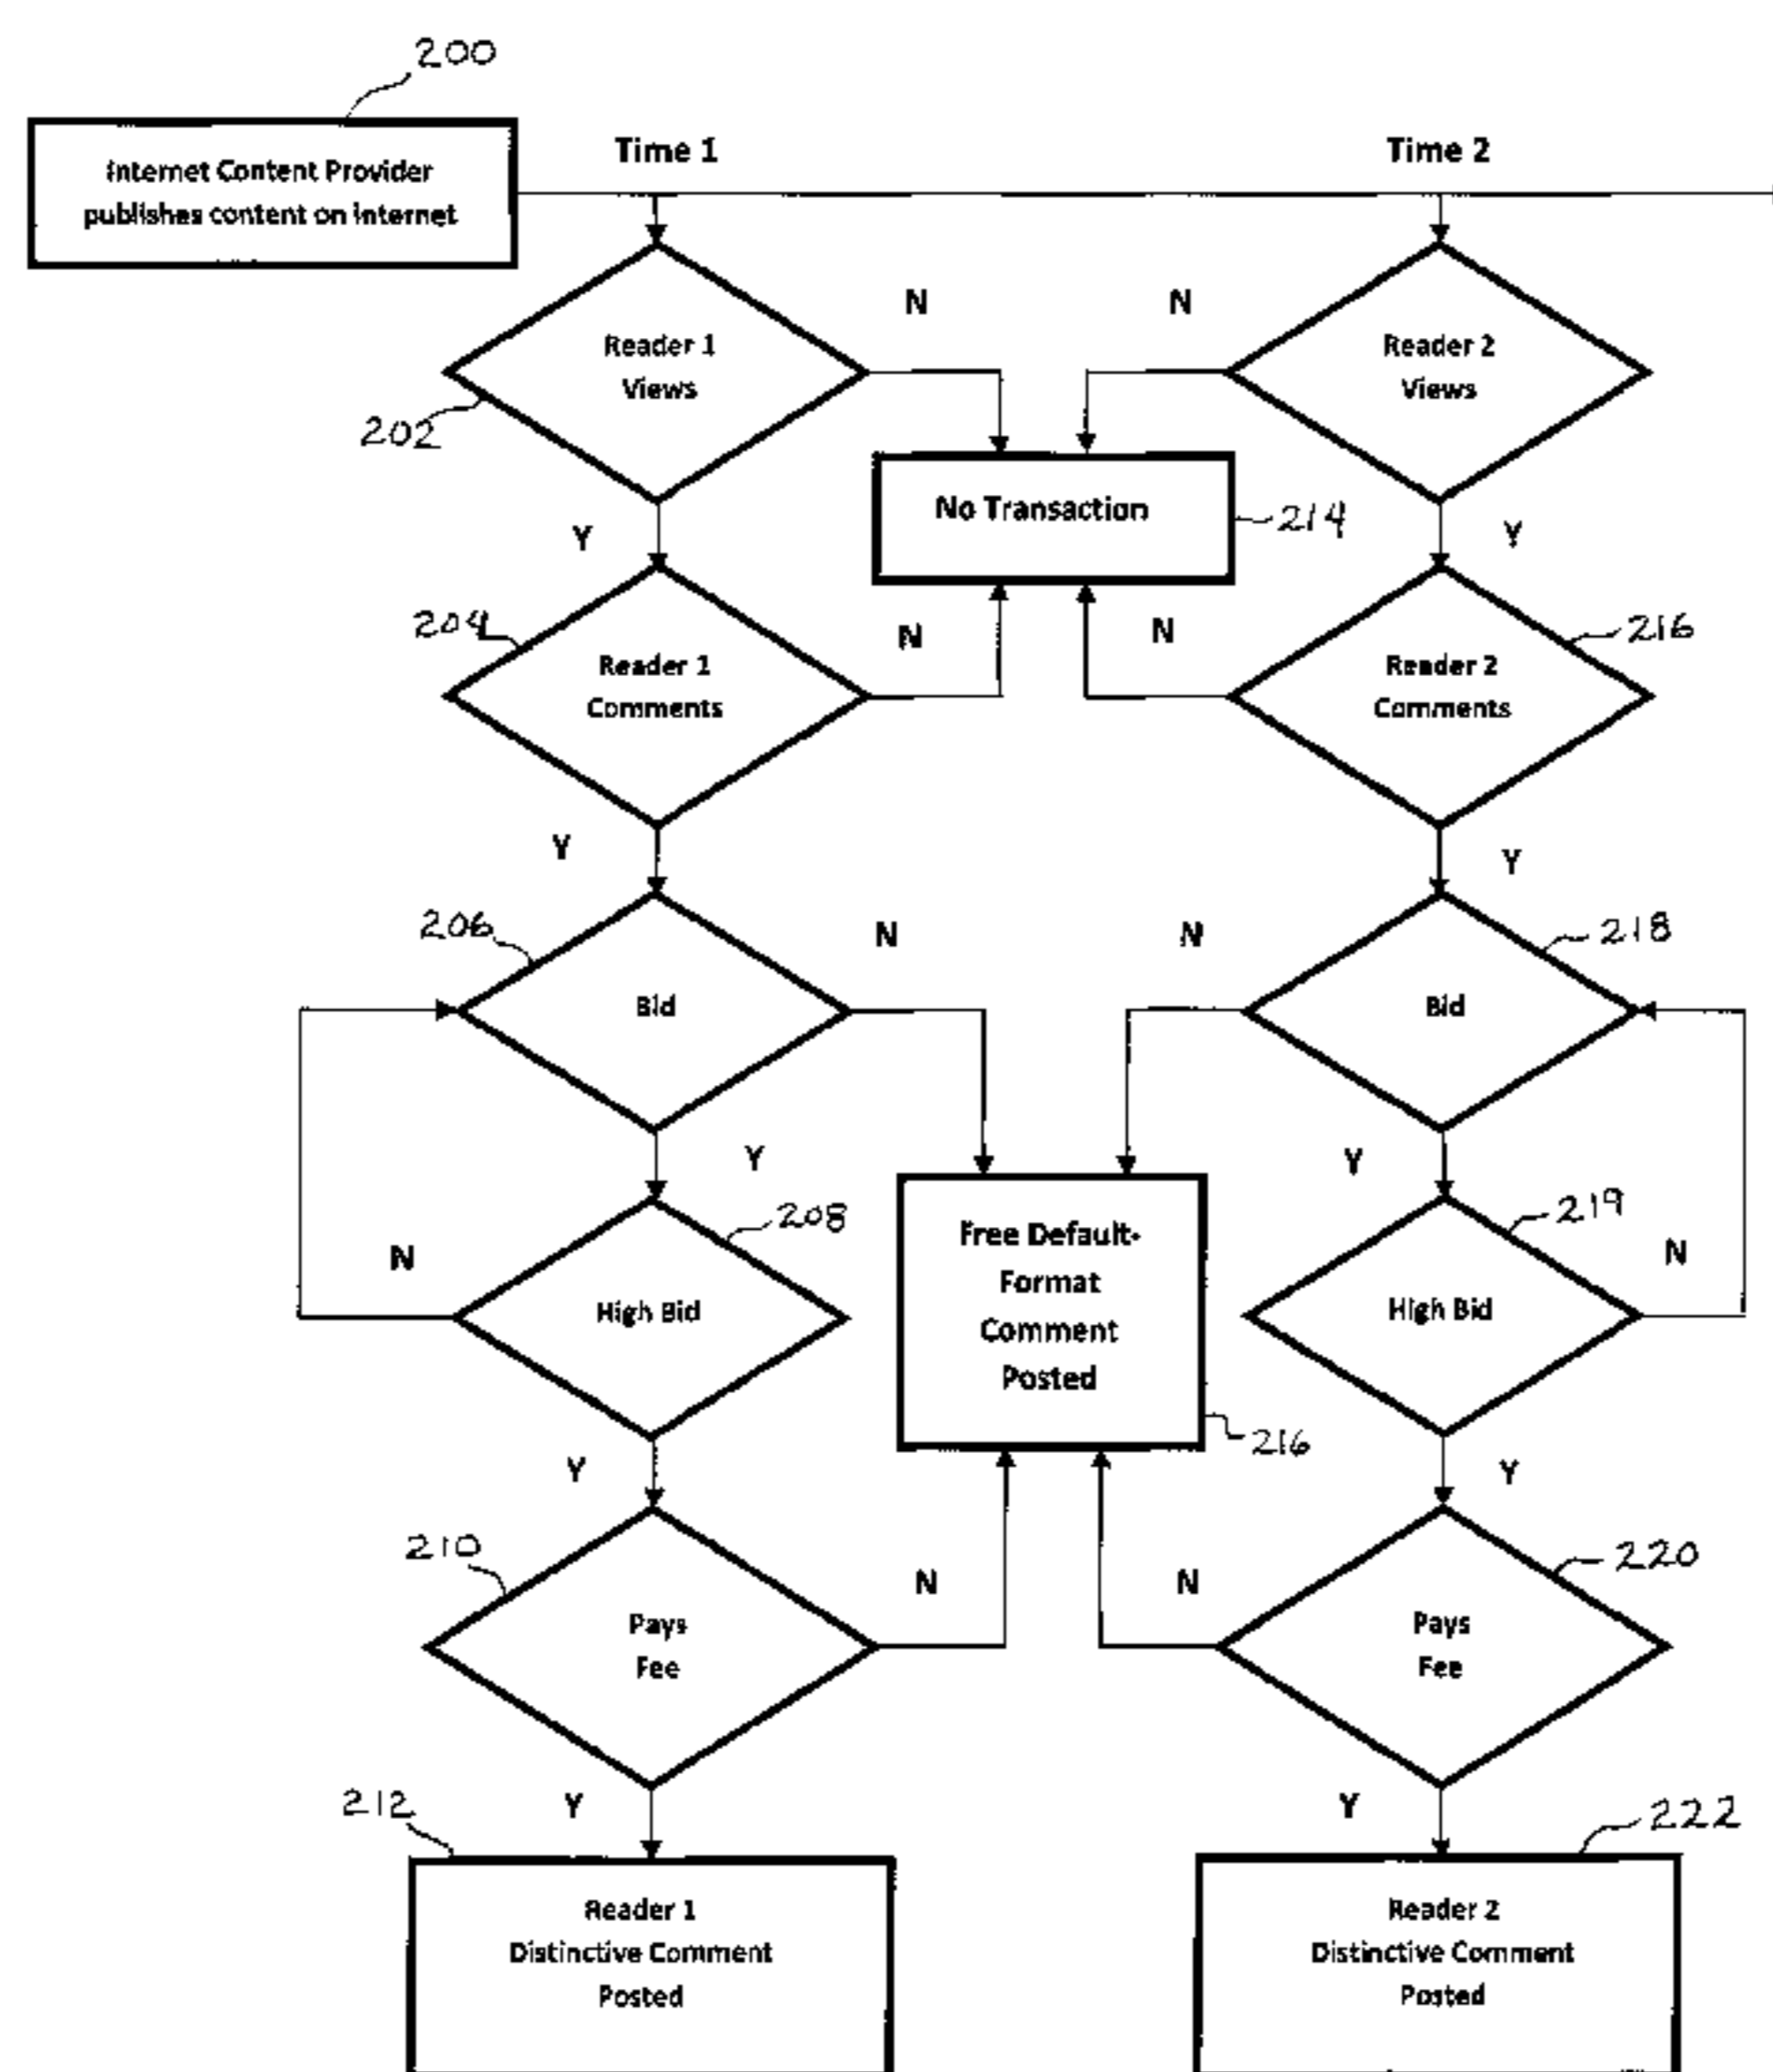 200
Internet Content Provider
publishes content on internet
Time 1
Time 2
N
N
Reader 1
Views
Reader 2
Views
202
No Transaction
214
Y
Y
204
N
N
216
Reader 1
Comments
Reader 2
Comments
Y
Y
206
N
N
218
Bid
Bid
Y
Y
208
219
N
N
Free Default-
Format
Comment
Posted
High Bid
High Bid
216
Y
Y
210
N
N
220
Pays
Fee
Pays
Fee
212
Y
Y
222
Reader 1
Distinctive Comment
Posted
Reader 2
Distinctive Comment
Posted